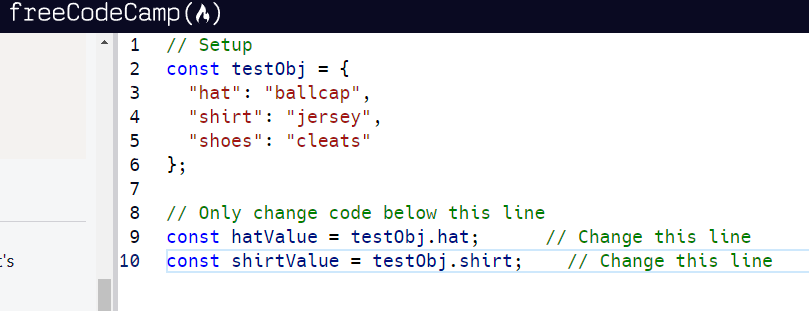 freeCodeCamp(🔥)
1 // Setup
2 const testObj = {
3   "hat": "ballcap",
4   "shirt": "jersey",
5   "shoes": "cleats"
6 };
7
8 // Only change code below this line
9 const hatValue = testObj.hat;      // Change this line
's
10 const shirtValue = testObj.shirt;    // Change this line